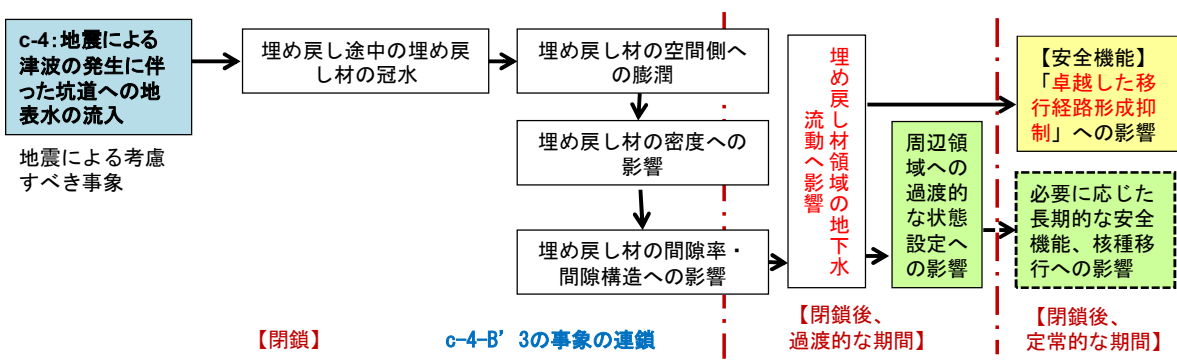 c-4:地震による
津波の発生に伴
った坑道への地
表水の流入
地震による考慮
すべき事象
埋め戻し途中の埋め戻
し材の冠水
埋め戻し材の空間側へ
の膨潤
埋め戻し材の密度への
影響
埋め戻し材の間隙率・
間隙構造への影響
埋め戻し材領域の地下水
流動へ影響
周辺領
域への
過渡的
な状態
設定へ
の影響
【安全機能】
「卓越した移
行経路形成抑
制」への影響
必要に応じた
長期的な安全
機能、核種移
行への影響
【閉鎖】
c-4-B’3の事象の連鎖
【閉鎖後、
過渡的な期間】
【閉鎖後、
定常的な期間】